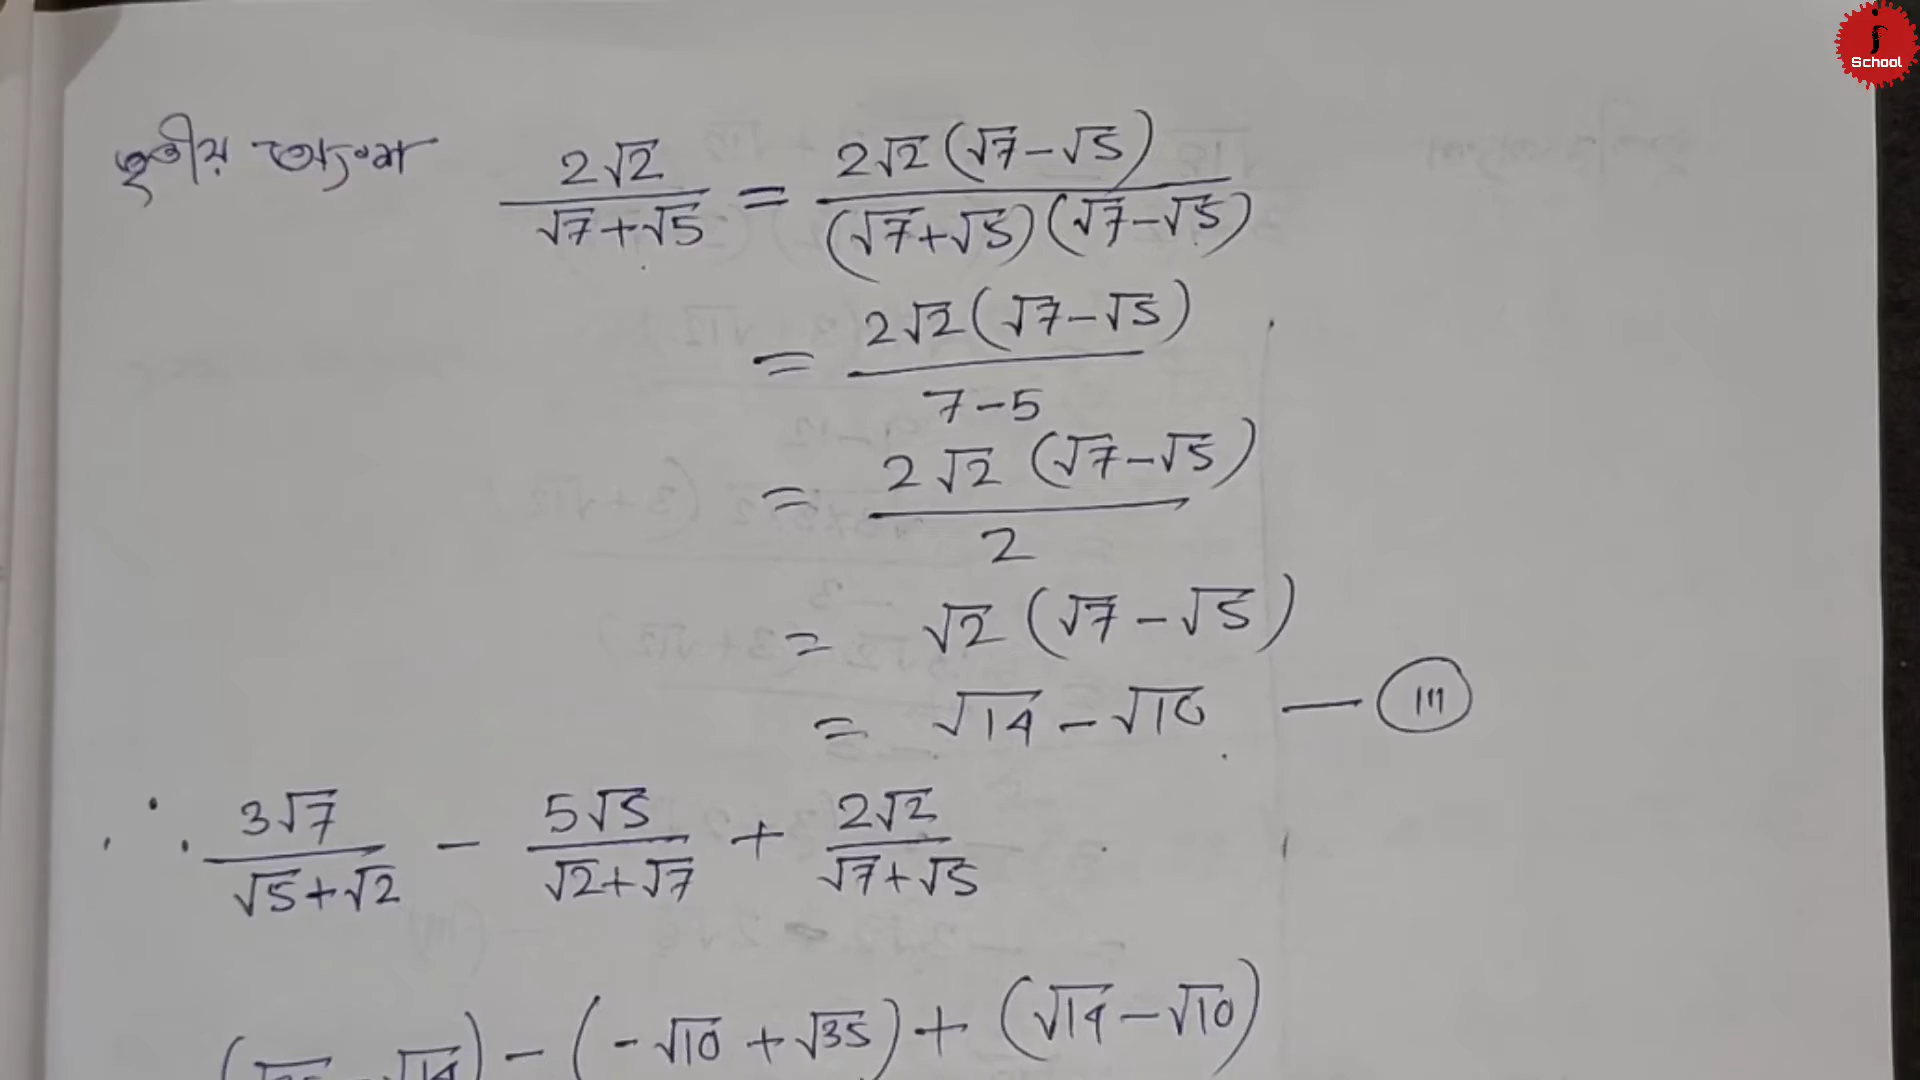 School
তৃতীয় অংশ 2√2/(√7+√5) = 2√2(√7-√5)/(√7+√5)(√7-√5)
= 2√2(√7-√5)/7-5
= 2√2(√7-√5)/2
= √2(√7-√5)
= √14-√10 — III
∴ 3√7/(√5+√2) - 5√5/(√2+√7) + 2√2/(√7+√5)
√14) - (-√10+√35) + (√14-√10)